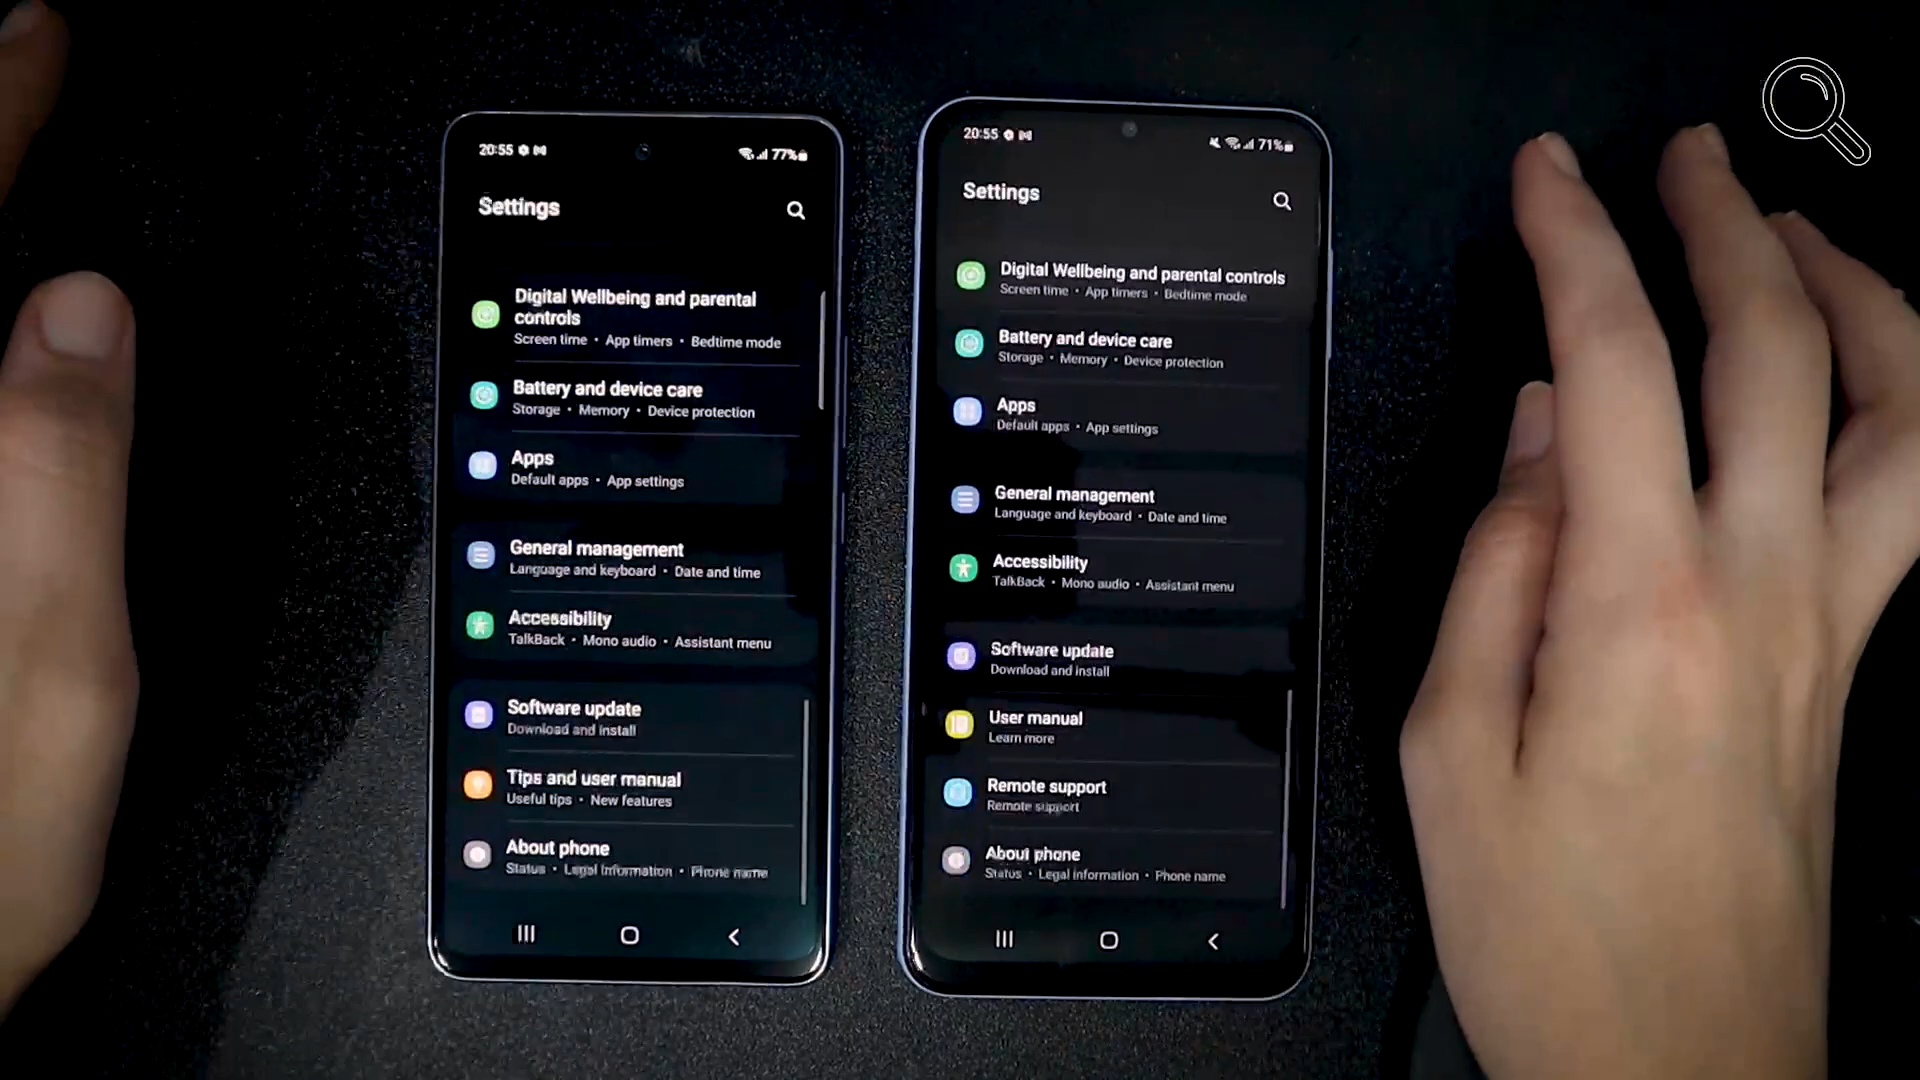 20:55
77%
Settings
Digital Wellbeing and parental
controls
Screen time • App timers • Bedtime mode
Battery and device care
Storage • Memory • Device protection
Apps
Default apps • App settings
General management
Language and keyboard • Date and time
Accessibility
TalkBack • Mono audio • Assistant menu
Software update
Download and install
Tips and user manual
Useful tips • New features
About phone
Status • Legal information • Phone name
20:55
71%
Settings
Digital Wellbeing and parental controls
Screen time • App timers • Bedtime mode
Battery and device care
Storage • Memory • Device protection
Apps
Default apps • App settings
General management
Language and keyboard • Date and time
Accessibility
TalkBack • Mono audio • Assistant menu
Software update
Download and install
User manual
Learn more
Remote support
Remote support
About phone
Status • Legal information • Phone name